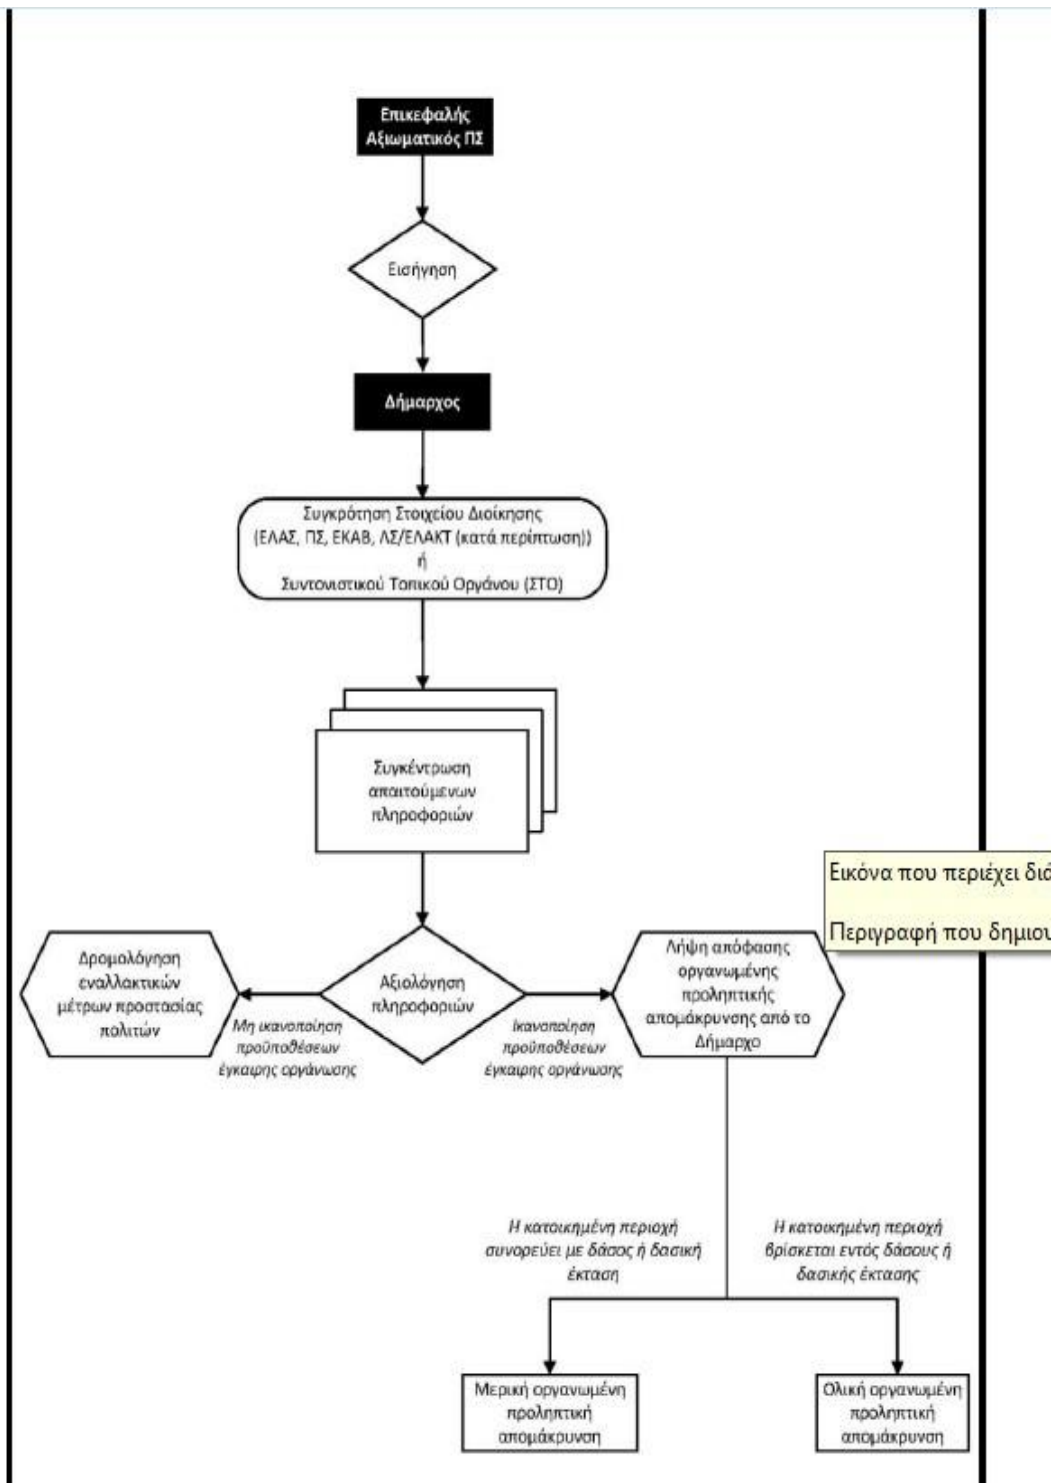 Επικεφαλής
Αξιωματικός ΠΣ
Εισήγηση
Δήμαρχος
Συγκρότηση Στοιχείου Διοίκησης
(ΕΛΑΣ, ΠΣ, ΕΚΑΒ, ΛΣ/ΕΛΑΚΤ (κατά περίπτωση))
ή
Συντονιστικού Τοπικού Οργάνου (ΣΤΟ)
Συγκέντρωση
απαιτούμενων
πληροφοριών
Εικόνα που περιέχει διά
Περιγραφή που δημιου
Δρομολόγηση
εναλλακτικών
μέτρων προστασίας
πολιτών
Αξιολόγηση
πληροφοριών
Λήψη απόφασης
οργανωμένης
προληπτικής
απομάκρυνσης από το
Δήμαρχο
Μη ικανοποίηση
προϋποθέσεων
έγκαιρης οργάνωσης
Ικανοποίηση
προϋποθέσεων
έγκαιρης οργάνωσης
Η κατοικημένη περιοχή
συνορεύει με δάσος ή δασική
έκταση
Η κατοικημένη περιοχή
βρίσκεται εντός δάσους ή
δασικής έκτασης
Μερική οργανωμένη
προληπτική
απομάκρυνση
Ολική οργανωμένη
προληπτική
απομάκρυνση